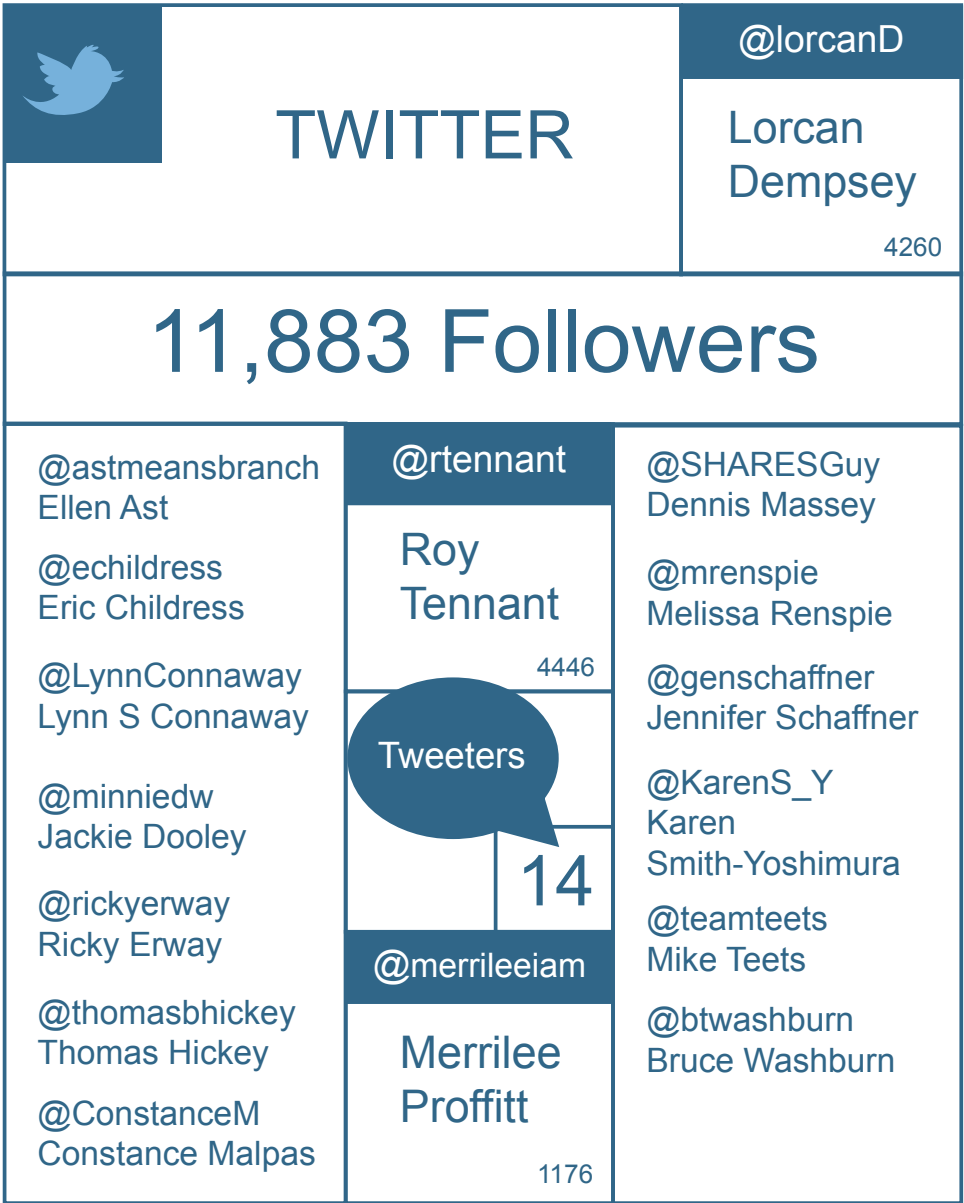 TWITTER
@lorcanD
Lorcan
Dempsey
4260
11,883 Followers
@astmeansbranch
Ellen Ast
@echildress
Eric Childress
@LynnConnaway
Lynn S Connaway
@minniedw
Jackie Dooley
@rickyerway
Ricky Erway
@thomasbhickey
Thomas Hickey
@ConstanceM
Constance Malpas
@rtennant
Roy
Tennant
4446
Tweeters
14
@merrileeiam
Merrilee
Proffitt
1176
@SHARESGuy
Dennis Massey
@mrenspie
Melissa Renspie
@genschaffner
Jennifer Schaffner
@KarenS_Y
Karen
Smith-Yoshimura
@teamteets
Mike Teets
@btwashburn
Bruce Washburn